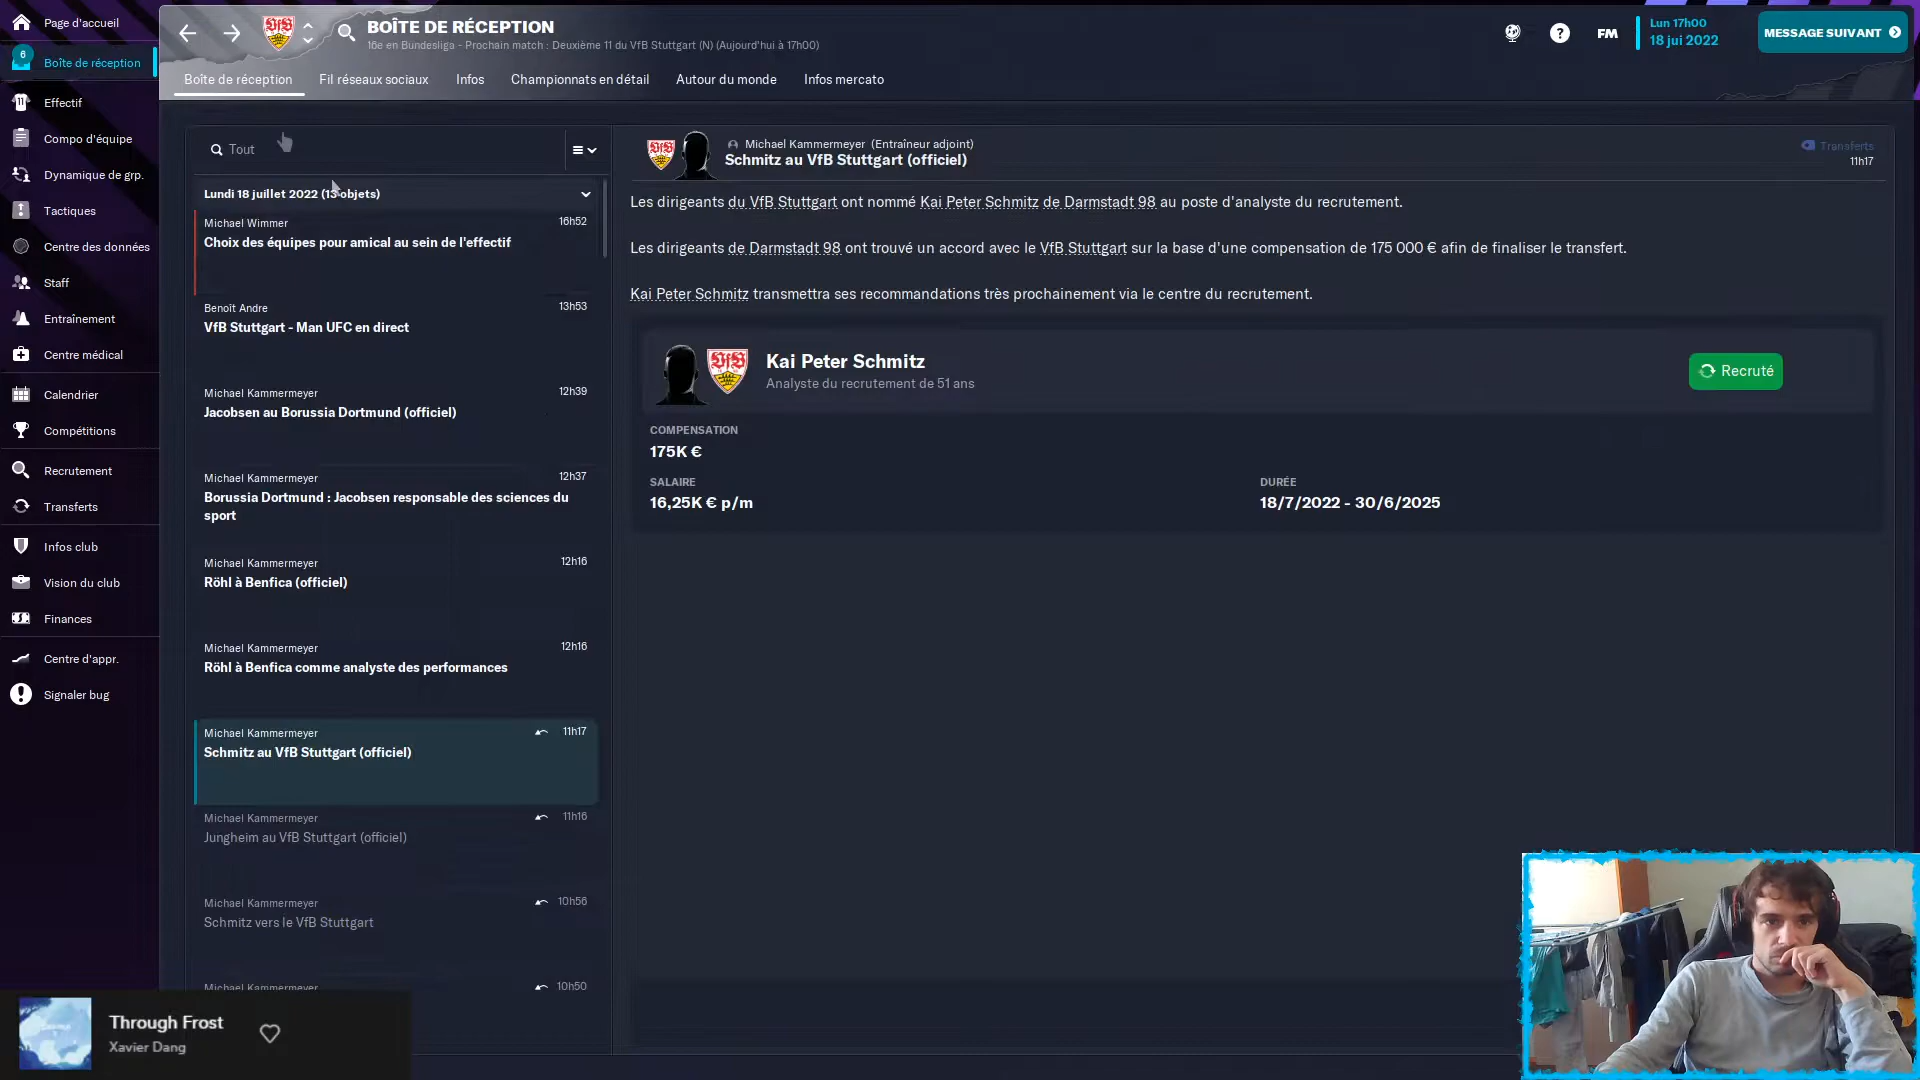 Page d'accueil
6
Boîte de réception
Effectif
Compo d'équipe
Dynamique de grp.
Tactiques
Centre des données
Staff
Entraînement
Centre médical
Calendrier
Compétitions
Recrutement
Transferts
Infos club
Vision du club
Finances
Centre d'appr.
Signaler bug
BOÎTE DE RÉCEPTION
16e en Bundesliga - Prochain match : Deuxième 11 du VfB Stuttgart (N) (Aujourd'hui à 17h00)
FM
Lun 17h00
18 jui 2022
MESSAGE SUIVANT
Boîte de réception
Fil réseaux sociaux
Infos
Championnats en détail
Autour du monde
Infos mercato
Tout
Lundi 18 juillet 2022 (13 objets)
Michael Wimmer 16h52
Choix des équipes pour amical au sein de l'effectif
Benoît Andre 13h53
VfB Stuttgart - Man UFC en direct
Michael Kammermeyer 12h39
Jacobsen au Borussia Dortmund (officiel)
Michael Kammermeyer 12h37
Borussia Dortmund : Jacobsen responsable des sciences du
sport
Michael Kammermeyer 12h16
Röhl à Benfica (officiel)
Michael Kammermeyer 12h16
Röhl à Benfica comme analyste des performances
Michael Kammermeyer 11h17
Schmitz au VfB Stuttgart (officiel)
Michael Kammermeyer 11h16
Jungheim au VfB Stuttgart (officiel)
Michael Kammermeyer 10h56
Schmitz vers le VfB Stuttgart
Michael Kammermeyer 10h50
Michael Kammermeyer (Entraîneur adjoint)
Schmitz au VfB Stuttgart (officiel)
Transferts
11h17
Les dirigeants du VfB Stuttgart ont nommé Kai Peter Schmitz de Darmstadt 98 au poste d'analyste du recrutement.
Les dirigeants de Darmstadt 98 ont trouvé un accord avec le VfB Stuttgart sur la base d'une compensation de 175 000 € afin de finaliser le transfert.
Kai Peter Schmitz transmettra ses recommandations très prochainement via le centre du recrutement.
Kai Peter Schmitz
Analyste du recrutement de 51 ans
Recruté
COMPENSATION
175K €
SALAIRE
16,25K € p/m
DURÉE
18/7/2022 - 30/6/2025
Through Frost
Xavier Dang